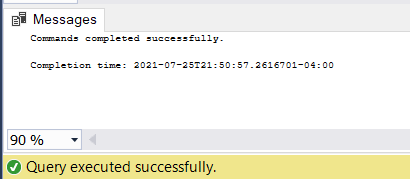 Messages
Commands completed successfully.
Completion time: 2021-07-25T21:50:57.2616701-04:00
90 %
Query executed successfully.